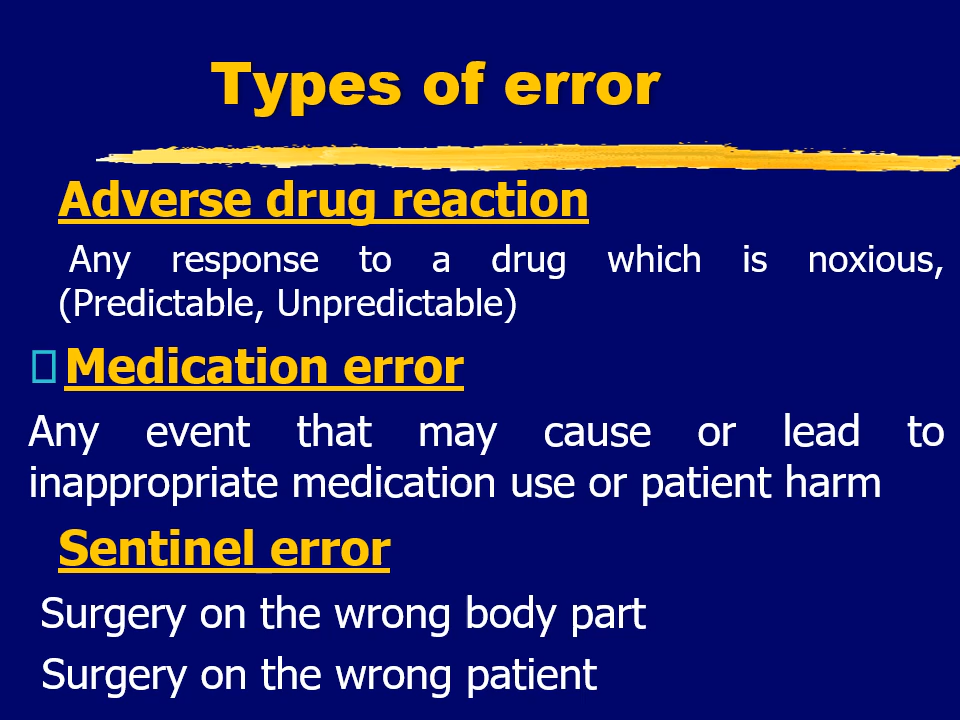 Types of error
Adverse drug reaction
Any response to a drug which is noxious,
(Predictable, Unpredictable)
Medication error
Any event that may cause or lead to
inappropriate medication use or patient harm
Sentinel error
Surgery on the wrong body part
Surgery on the wrong patient